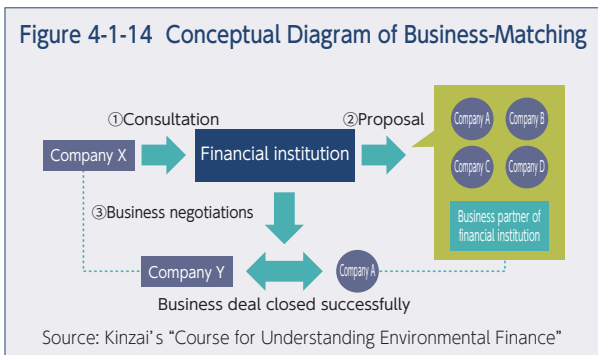 Figure 4-1-14 Conceptual Diagram of Business-Matching
①Consultation
②Proposal
Company X
Financial institution
Company A
Company B
Company C
Company D
Business partner of
financial institution
③Business negotiations
Company Y
Company A
Business deal closed successfully
Source: Kinzai's "Course for Understanding Environmental Finance"